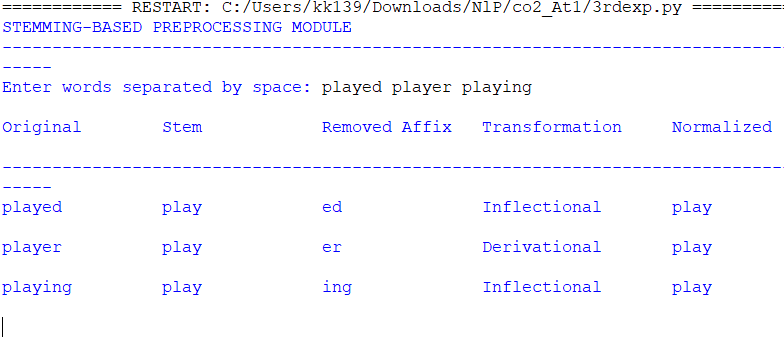 ============ RESTART: C:/Users/kk139/Downloads/NlP/co2_At1/3rdexp.py ==========
STEMMING-BASED PREPROCESSING MODULE
------------------------------------------------------------------------------
-----
Enter words separated by space: played player playing
Original        Stem            Removed Affix   Transformation     Normalized
------------------------------------------------------------------------------
-----
played          play            ed              Inflectional       play
player          play            er              Derivational       play
playing         play            ing             Inflectional       play